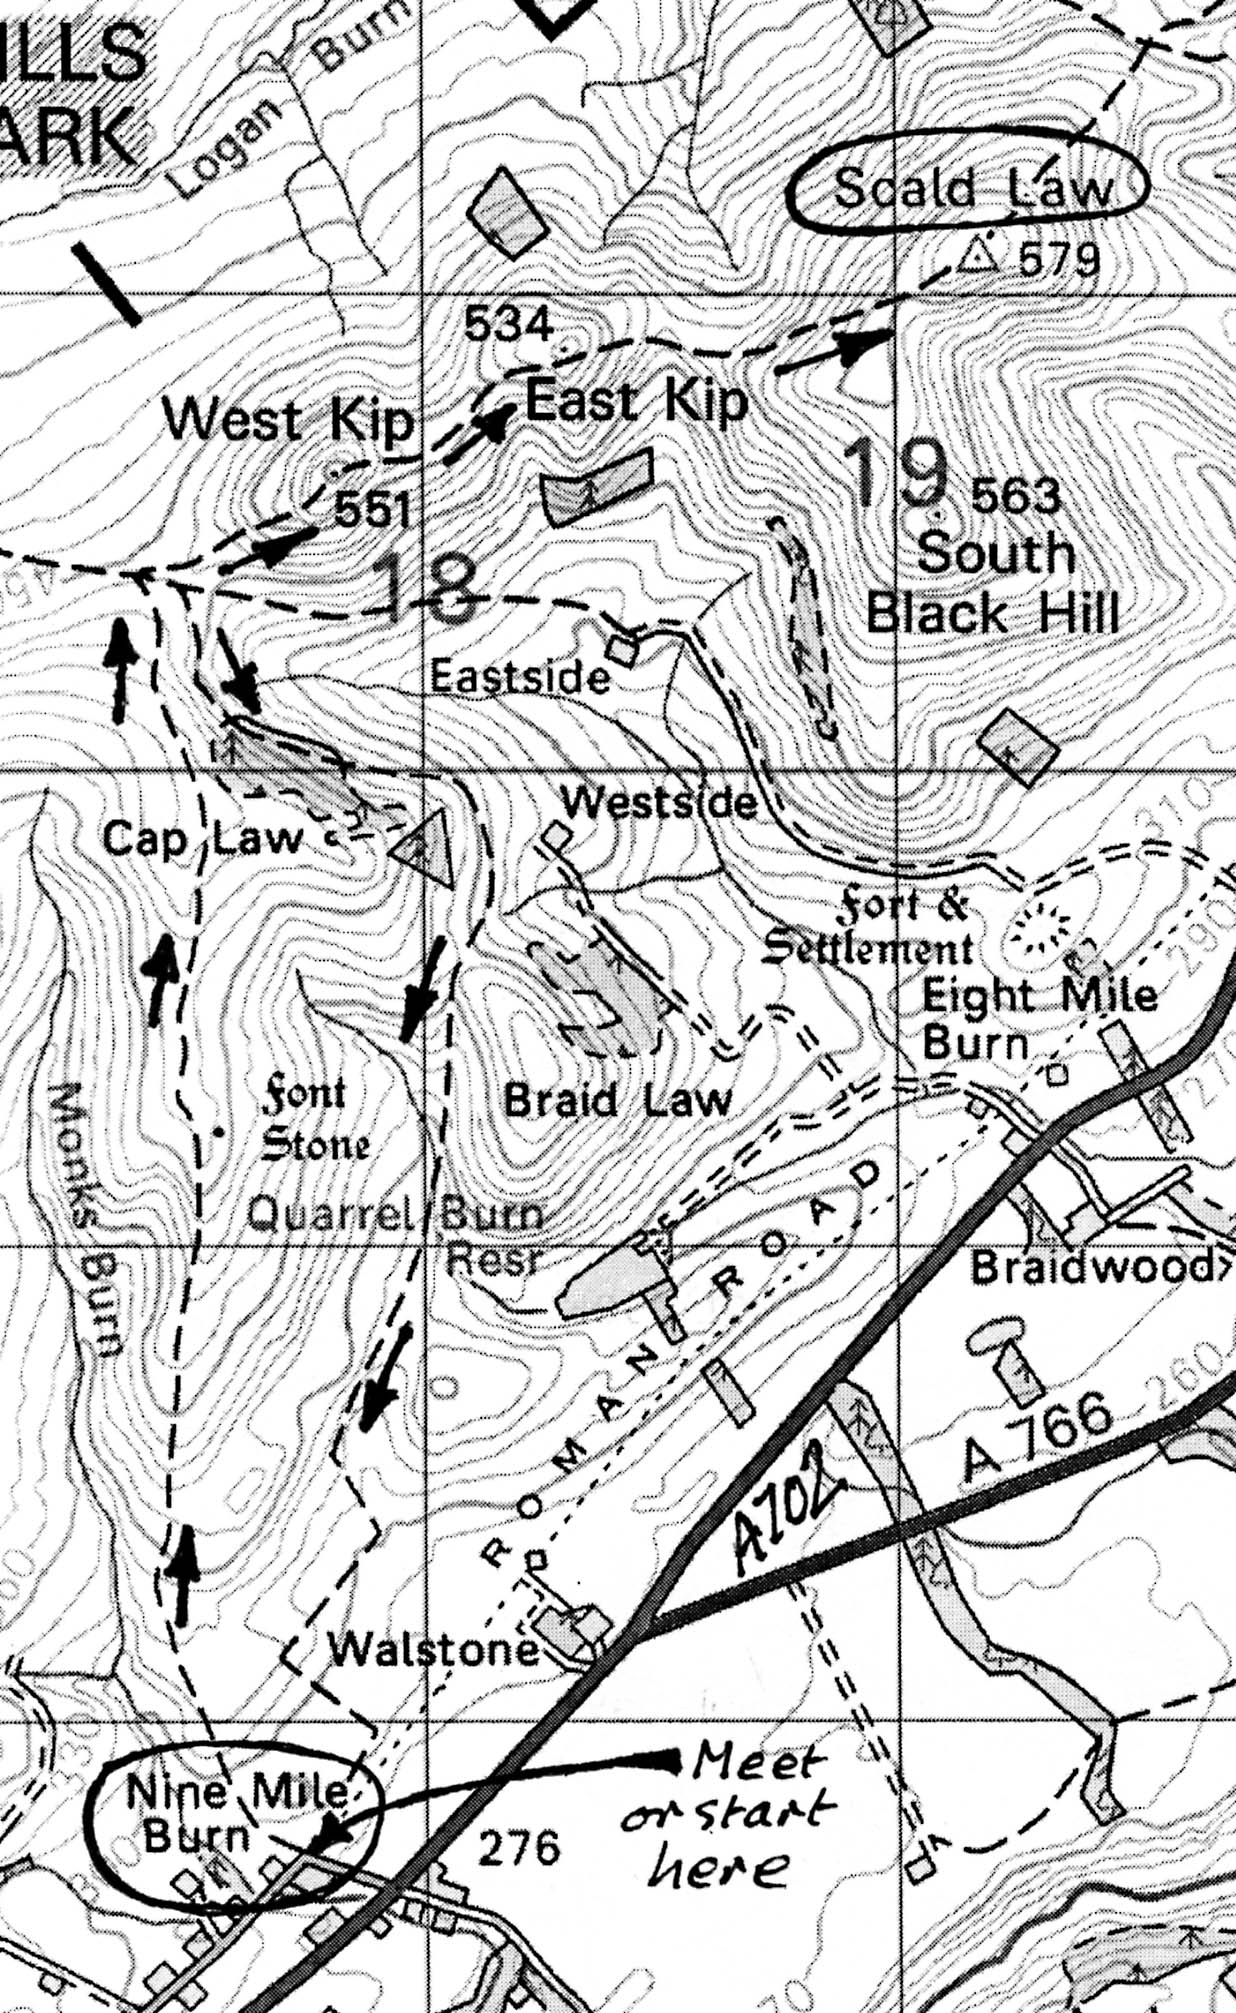 ILLS
ARK
Logan Burn
Scald Law
579
534
West Kip
East Kip
551
19
563
South
Black Hill
18
Eastside
Westside
Cap Law
310
Fort &
Settlement
290
Eight Mile
Burn
Font
Stone
Braid Law
Monks Burn
Quarrel Burn
Resr
ROMAN ROAD
Braidwood
260
A 766
A702
Walstone
Nine Mile
Burn
276
Meet
or start
here